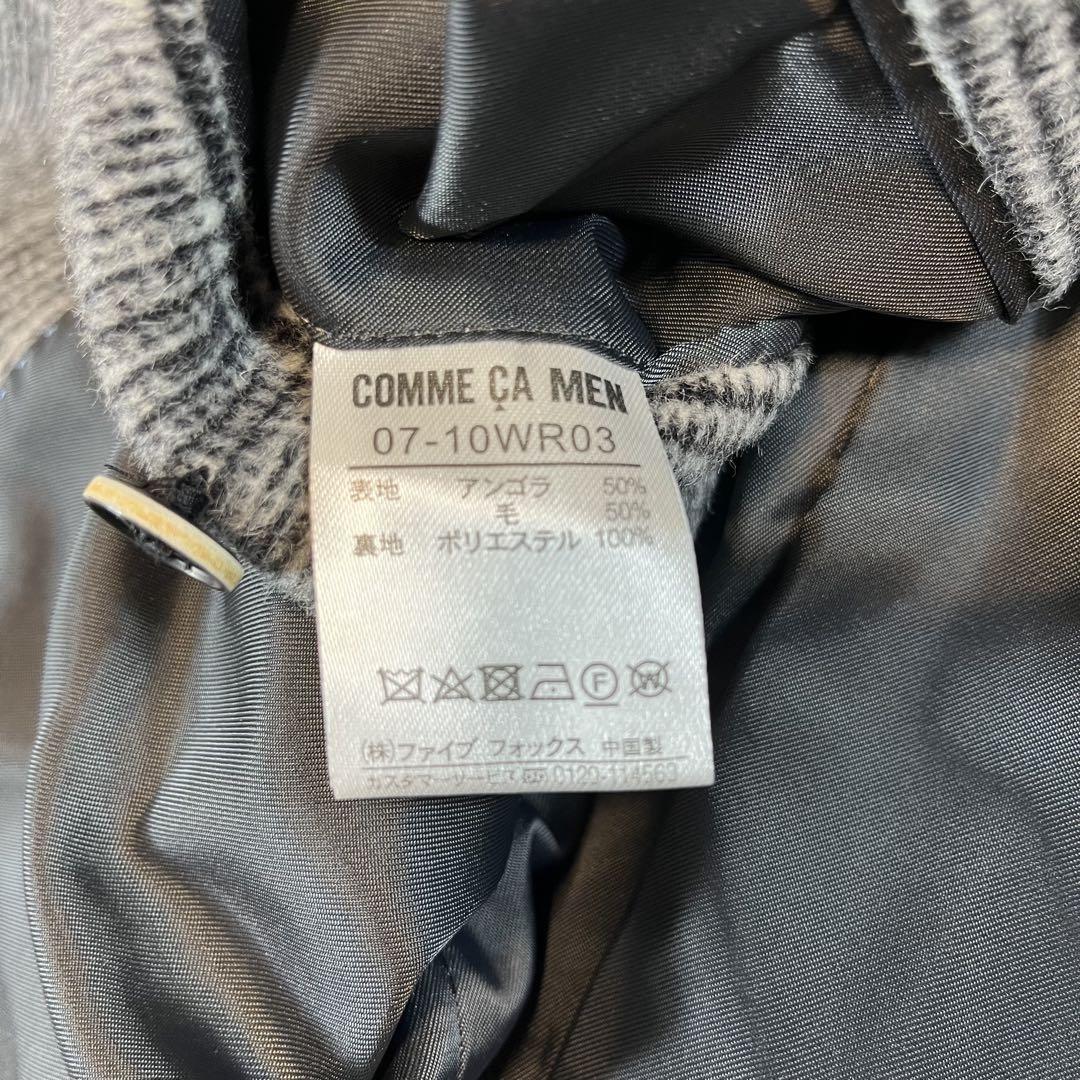 COMME ÇA MEN
07-10WR03
表地 アンゴラ 50%
毛 50%
裏地 ポリエステル 100%
F W
(株)ファイブ フォックス 中国製
カスタマーサービス 0120-114563